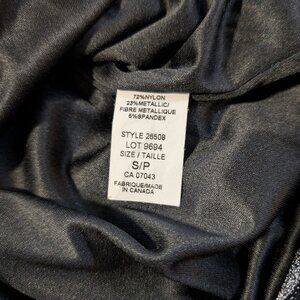 72%NYLON
23%METALLIC/
FIBRE METALLIQUE
5%SPANDEX
STYLE 26508
LOT 9694
SIZE / TAILLE
S/P
CA 07043
FABRIQUE/MADE
IN CANADA